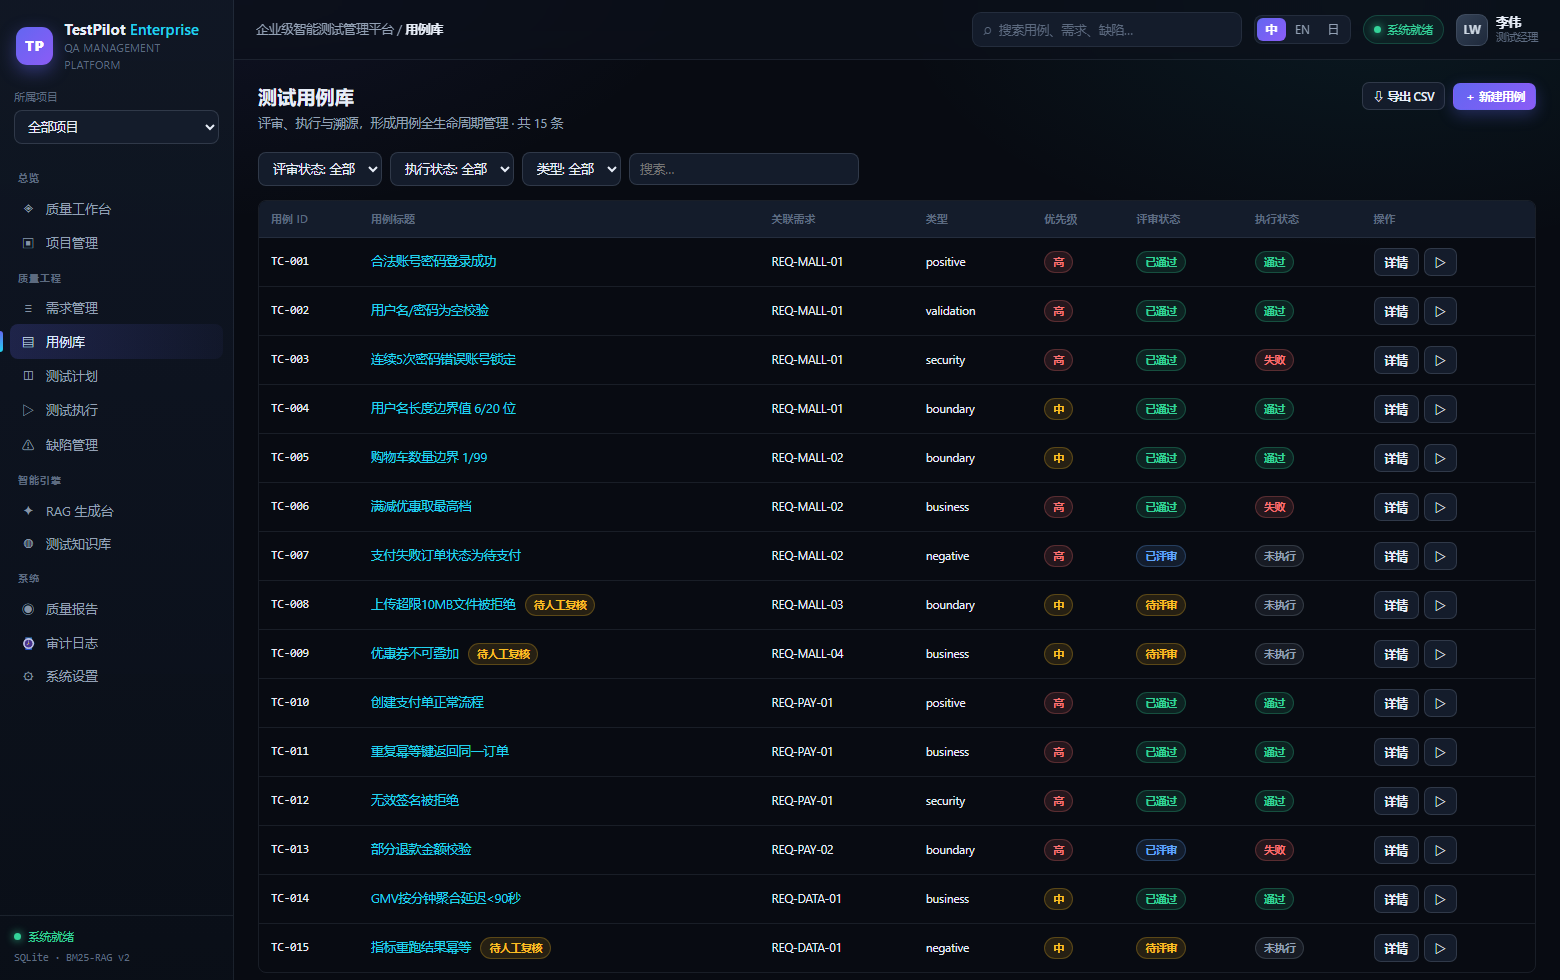 TP
TestPilot Enterprise
QA MANAGEMENT
PLATFORM
所属项目
全部项目
总览
质量工作台
项目管理
质量工程
需求管理
用例库
测试计划
测试执行
缺陷管理
智能引擎
RAG 生成台
测试知识库
系统
质量报告
审计日志
系统设置
系统就绪
SQLite · BM25-RAG v2
企业级智能测试管理平台 / 用例库
搜索用例、需求、缺陷...
中 EN 日
系统就绪
LW
李伟
测试经理
测试用例库
评审、执行与溯源，形成用例全生命周期管理 · 共 15 条
导出 CSV
+ 新建用例
评审状态: 全部 执行状态: 全部 类型: 全部 搜索...
用例 ID 用例标题 关联需求 类型 优先级 评审状态 执行状态 操作
TC-001 合法账号密码登录成功 REQ-MALL-01 positive 高 已通过 通过 详情
TC-002 用户名/密码为空校验 REQ-MALL-01 validation 高 已通过 通过 详情
TC-003 连续5次密码错误账号锁定 REQ-MALL-01 security 高 已通过 失败 详情
TC-004 用户名长度边界值 6/20 位 REQ-MALL-01 boundary 中 已通过 通过 详情
TC-005 购物车数量边界 1/99 REQ-MALL-02 boundary 中 已通过 通过 详情
TC-006 满减优惠取最高档 REQ-MALL-02 business 高 已通过 失败 详情
TC-007 支付失败订单状态为待支付 REQ-MALL-02 negative 高 已评审 未执行 详情
TC-008 上传超限10MB文件被拒绝 待人工复核 REQ-MALL-03 boundary 中 待评审 未执行 详情
TC-009 优惠券不可叠加 待人工复核 REQ-MALL-04 business 中 待评审 未执行 详情
TC-010 创建支付单正常流程 REQ-PAY-01 positive 高 已通过 通过 详情
TC-011 重复幂等键返回同一订单 REQ-PAY-01 business 高 已通过 通过 详情
TC-012 无效签名被拒绝 REQ-PAY-01 security 高 已通过 通过 详情
TC-013 部分退款金额校验 REQ-PAY-02 boundary 高 已评审 失败 详情
TC-014 GMV按分钟聚合延迟<90秒 REQ-DATA-01 business 中 已通过 通过 详情
TC-015 指标重跑结果幂等 待人工复核 REQ-DATA-01 negative 中 待评审 未执行 详情